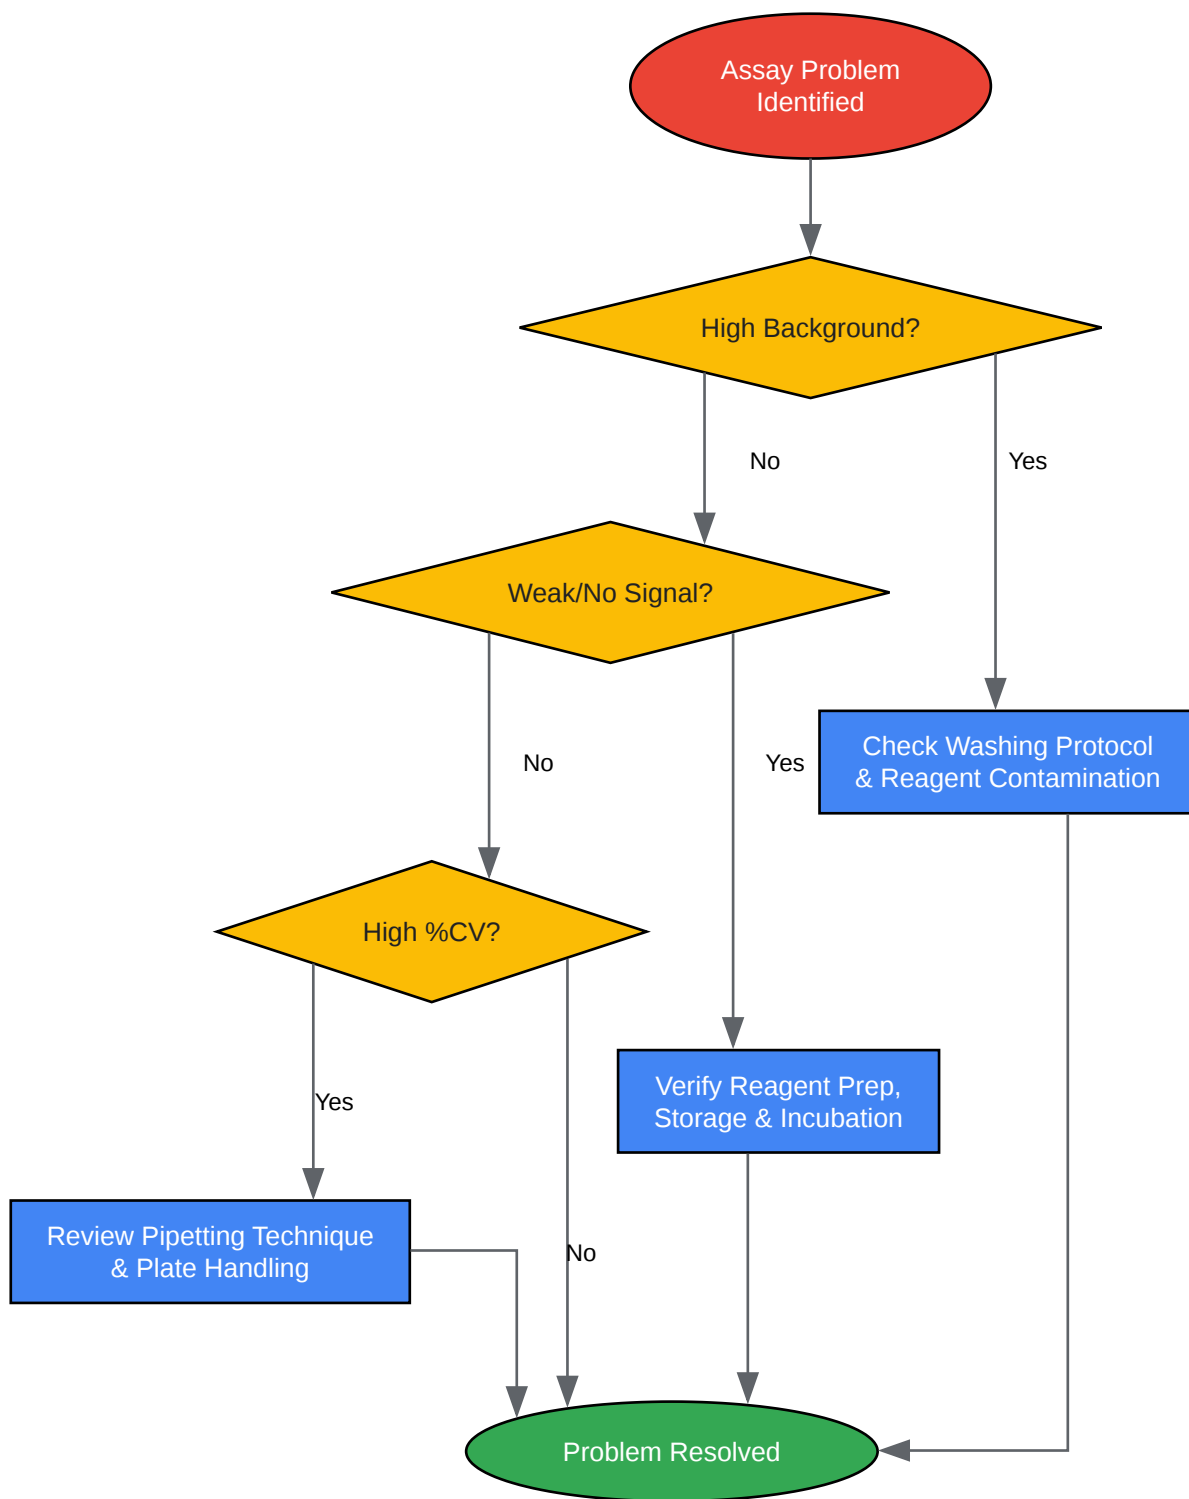 Assay Problem
Identified
High Background?
No
Yes
Weak/No Signal?
No
Yes
Check Washing Protocol
& Reagent Contamination
High %CV?
Yes
No
Verify Reagent Prep,
Storage & Incubation
Review Pipetting Technique
& Plate Handling
Problem Resolved